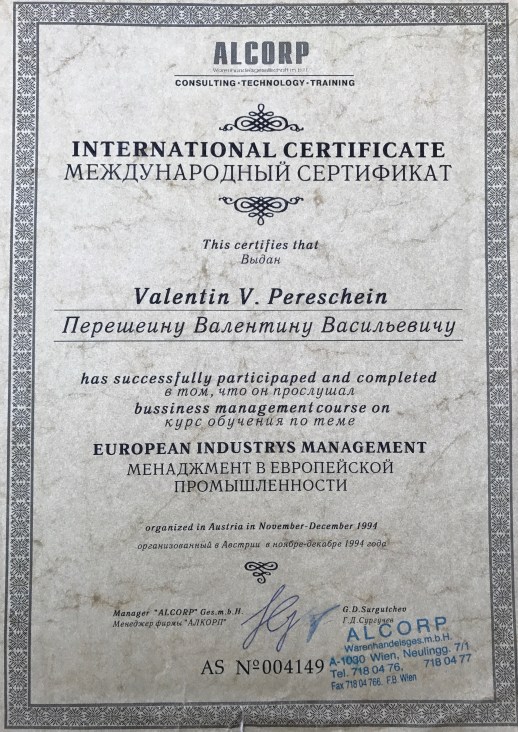 ALCORP
Warenhandelsgesellschaft m.b.H.
CONSULTING·TECHNOLOGY·TRAINING
INTERNATIONAL CERTIFICATE
МЕЖДУНАРОДНЫЙ СЕРТИФИКАТ
This certifies that
Выдан
Valentin V. Pereschein
Перешеину Валентину Васильевичу
has successfully participaped and completed
в том, что он прослушал
bussiness management course on
курс обучения по теме
EUROPEAN INDUSTRYS MANAGEMENT
МЕНАДЖМЕНТ В ЕВРОПЕЙСКОЙ
ПРОМЫШЛЕННОСТИ
organized in Austria in November-December 1994
организованный в Австрии в ноябре-декабре 1994 года
Manager "ALCORP" Ges.m.b.H.
Менеджер фирмы "АЛКОРП"
G.D.Surgutchev
Г.Д.Сургучев
AS №004149
ALCORP
Warenhandelsges.m.b.H.
A-1030 Wien, Neulingg. 7/1
Tel. 718 04 76, 718 04 77
Fax 718 04 766. F.B. Wien